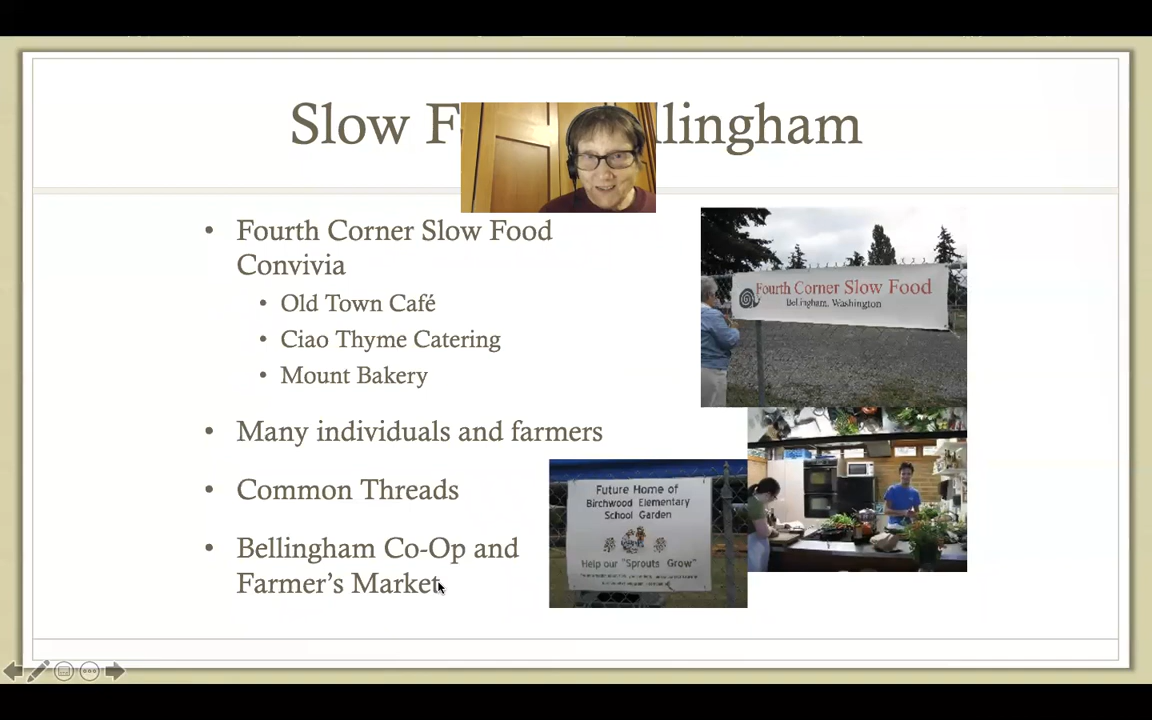 Slow F llingham
Fourth Corner Slow Food
Convivia
Old Town Café
Ciao Thyme Catering
Mount Bakery
Many individuals and farmers
Common Threads
Bellingham Co-Op and
Farmer's Market
Fourth Corner Slow Food
Bellingham, Washington
Future Home of
Birchwood Elementary
School Garden
Help our "Sprouts Grow"